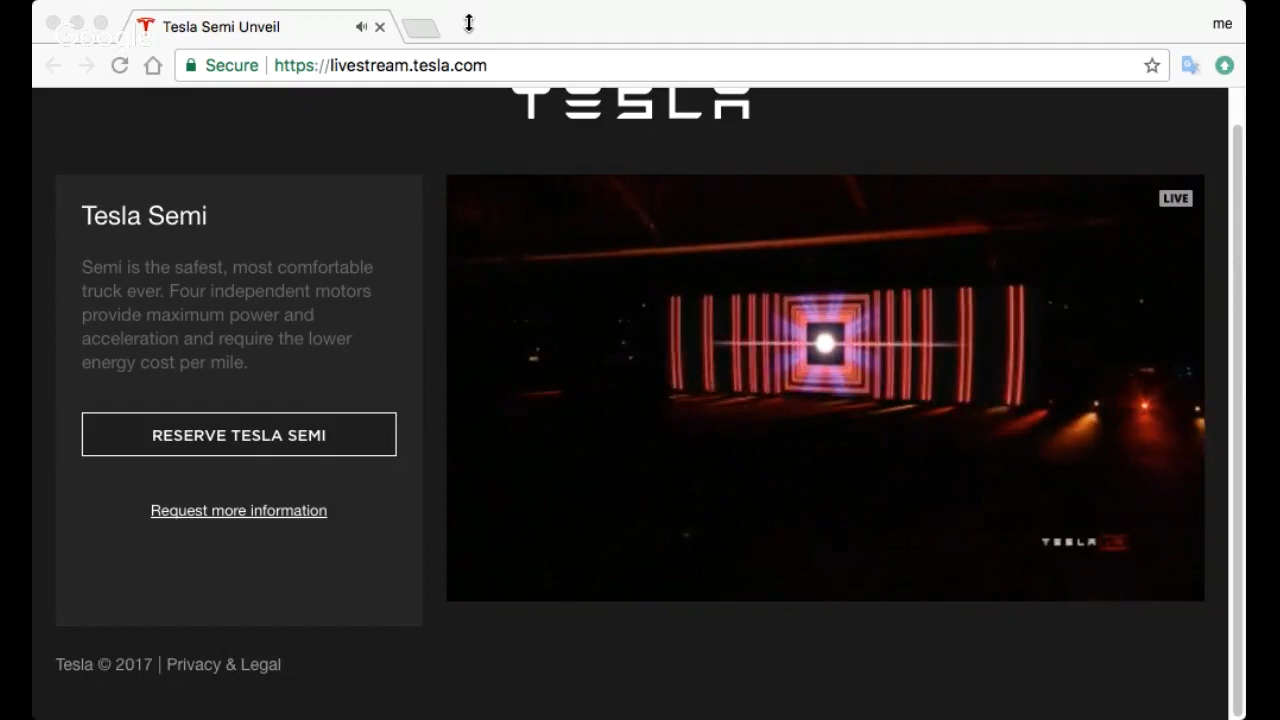 Tesla Semi Unveil
me
Google
Secure | https://livestream.tesla.com
TESLA
Tesla Semi
LIVE
Semi is the safest, most comfortable
truck ever. Four independent motors
provide maximum power and
acceleration and require the lower
energy cost per mile.
RESERVE TESLA SEMI
Request more information
TESLA
Tesla © 2017 | Privacy & Legal